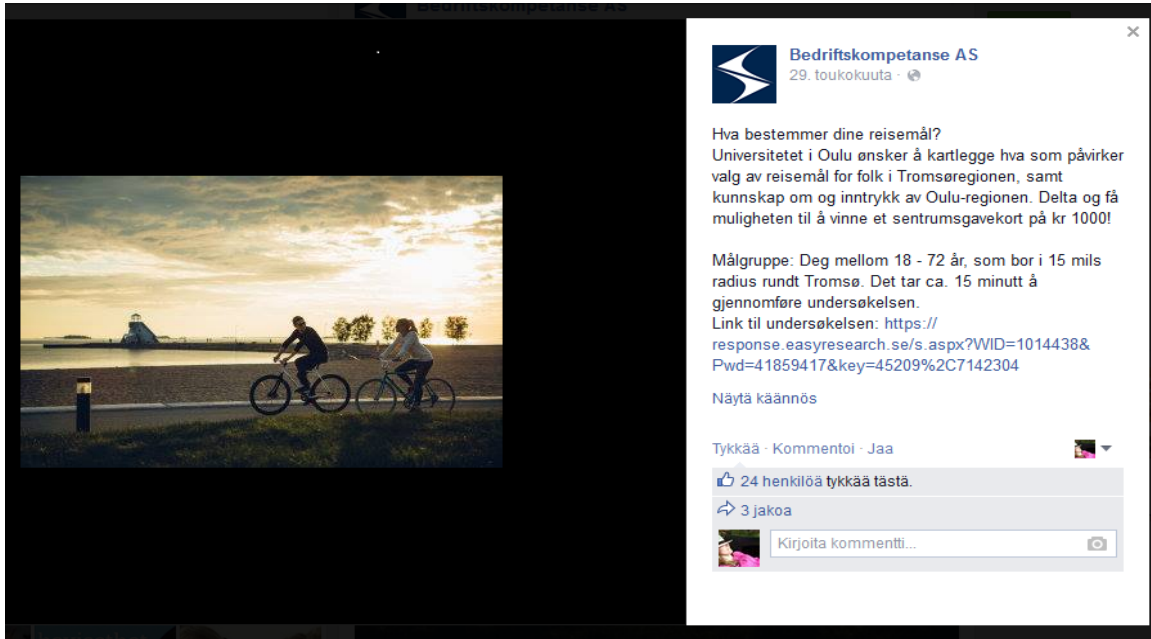 Bedriftskompetanse AS
Bedriftskompetanse AS
29. toukokuuta ·
Hva bestemmer dine reisemål?
Universitetet i Oulu ønsker å kartlegge hva som påvirker
valg av reisemål for folk i Tromsøregionen, samt
kunnskap om og inntrykk av Oulu-regionen. Delta og få
muligheten til å vinne et sentrumsgavekort på kr 1000!
Målgruppe: Deg mellom 18 - 72 år, som bor i 15 mils
radius rundt Tromsø. Det tar ca. 15 minutt å
gjennomføre undersøkelsen.
Link til undersøkelsen: https://
response.easyresearch.se/s.aspx?WID=1014438&
Pwd=41859417&key=45209%2C7142304
Näytä käännös
Tykkää · Kommentoi · Jaa
24 henkilöä tykkää tästä.
3 jakoa
Kirjoita kommentti...